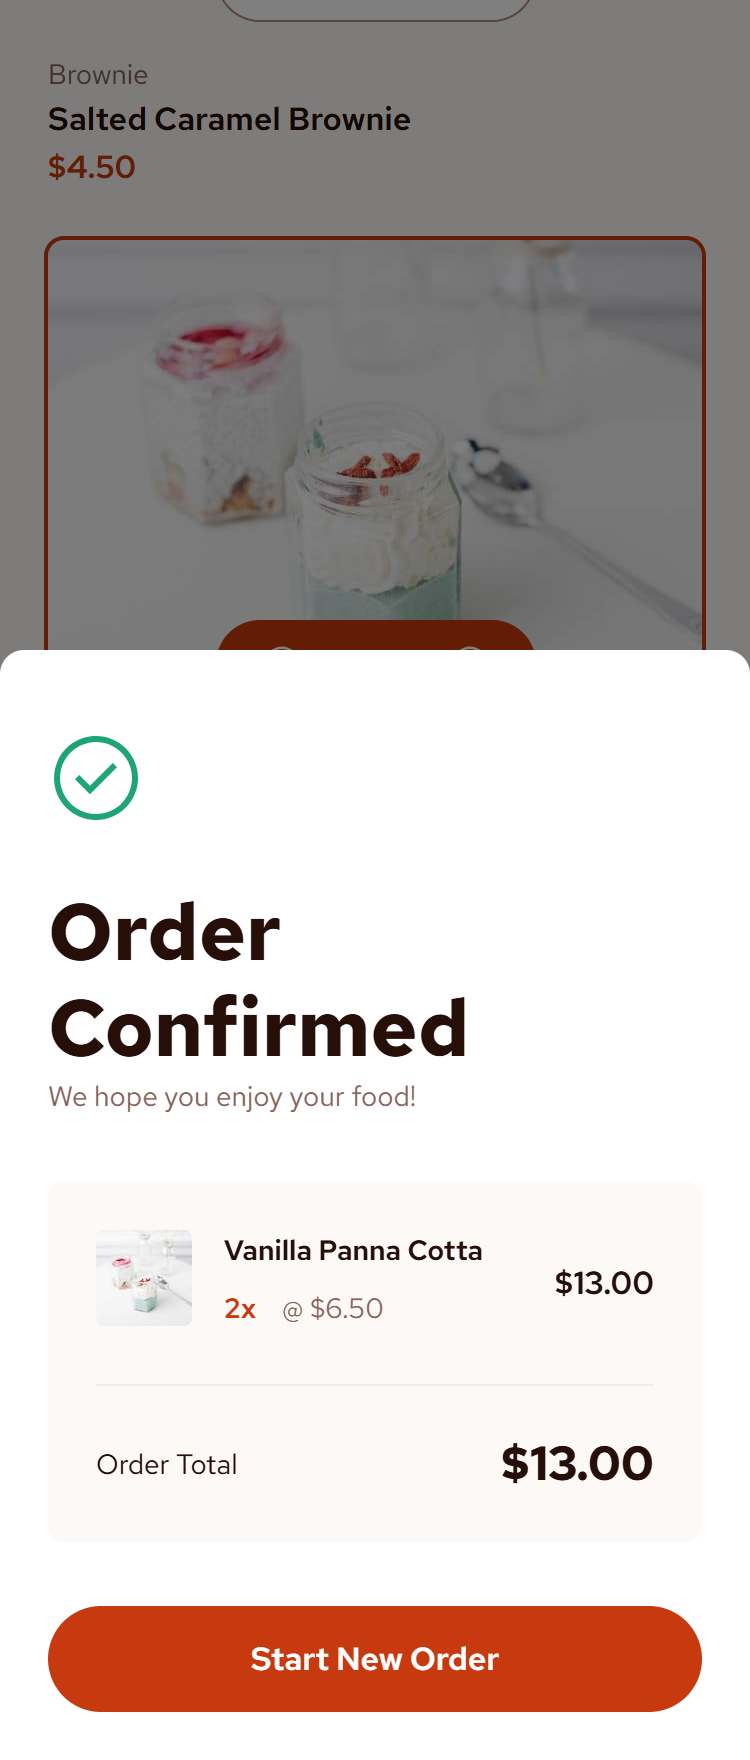 Brownie
Salted Caramel Brownie
$4.50
Order
Confirmed
We hope you enjoy your food!
Vanilla Panna Cotta
2x @ $6.50
$13.00
Order Total
$13.00
Start New Order